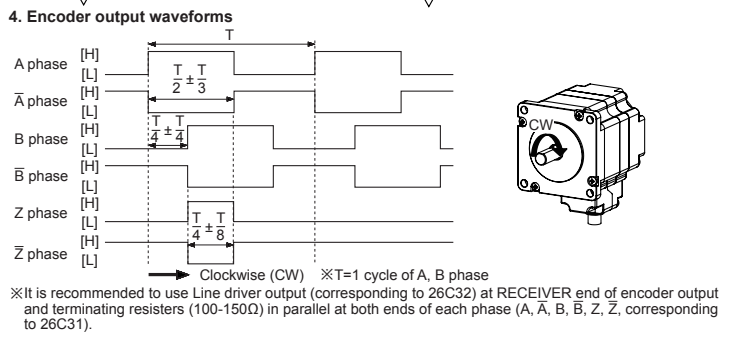 4. Encoder output waveforms
T
A phase [H]
[L]
T/2 ± T/3
A̅ phase [H]
[L]
T/4 ± T/4
B phase [H]
[L]
B̅ phase [H]
[L]
Z phase [H]
[L]
T/4 ± T/8
Z̅ phase [H]
[L]
CW
Clockwise (CW) ※T=1 cycle of A, B phase
※It is recommended to use Line driver output (corresponding to 26C32) at RECEIVER end of encoder output
and terminating resisters (100-150Ω) in parallel at both ends of each phase (A, A̅, B, B̅, Z, Z̅, corresponding
to 26C31).